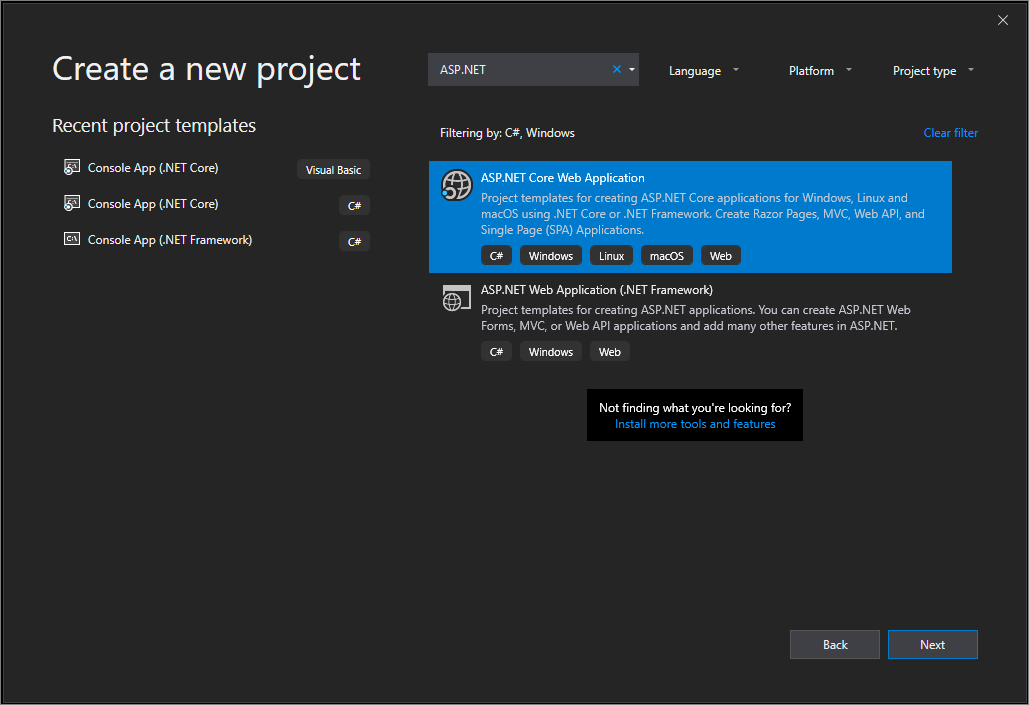 Create a new project
ASP.NET
Language
Platform
Project type
Recent project templates
Console App (.NET Core)
Visual Basic
Console App (.NET Core)
C#
Console App (.NET Framework)
C#
Filtering by: C#, Windows
Clear filter
ASP.NET Core Web Application
Project templates for creating ASP.NET Core applications for Windows, Linux and
macOS using .NET Core or .NET Framework. Create Razor Pages, MVC, Web API, and
Single Page (SPA) Applications.
C#
Windows
Linux
macOS
Web
ASP.NET Web Application (.NET Framework)
Project templates for creating ASP.NET applications. You can create ASP.NET Web
Forms, MVC, or Web API applications and add many other features in ASP.NET.
C#
Windows
Web
Not finding what you're looking for?
Install more tools and features
Back
Next